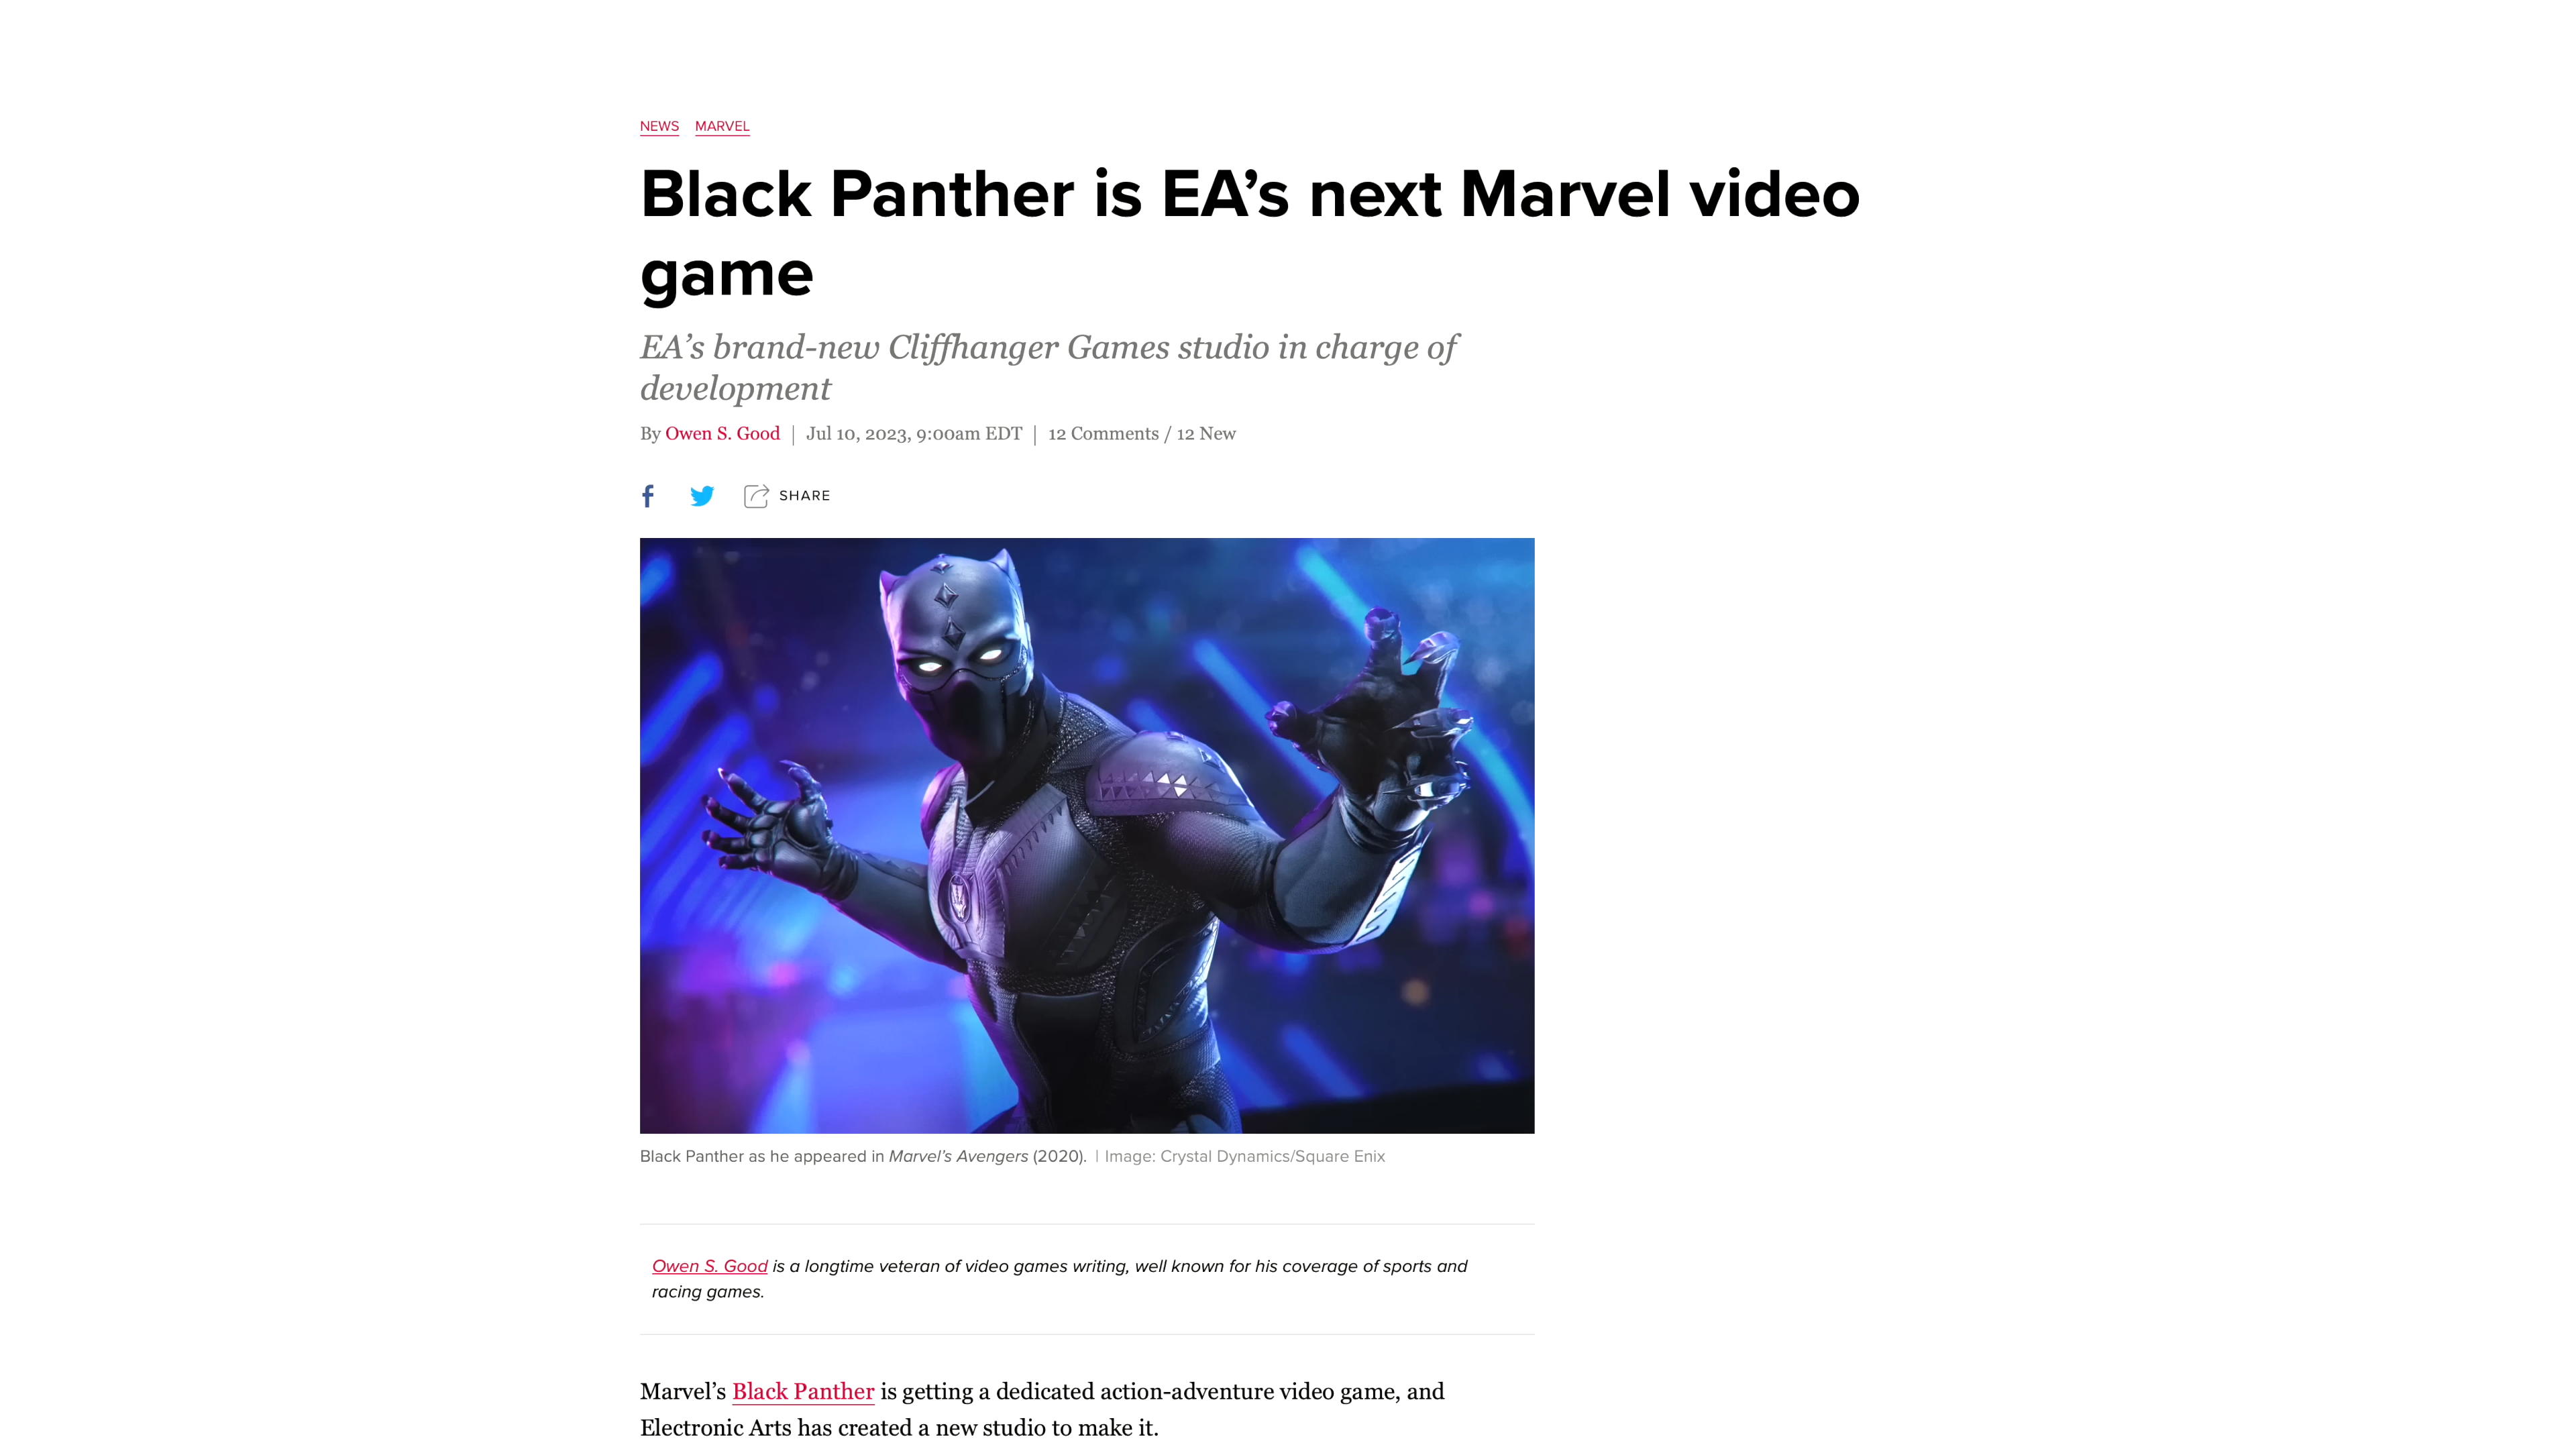 NEWS MARVEL
Black Panther is EA’s next Marvel video
game
EA’s brand-new Cliffhanger Games studio in charge of
development
By Owen S. Good | Jul 10, 2023, 9:00am EDT | 12 Comments / 12 New
SHARE
Black Panther as he appeared in Marvel’s Avengers (2020). | Image: Crystal Dynamics/Square Enix
Owen S. Good is a longtime veteran of video games writing, well known for his coverage of sports and
racing games.
Marvel’s Black Panther is getting a dedicated action-adventure video game, and
Electronic Arts has created a new studio to make it.